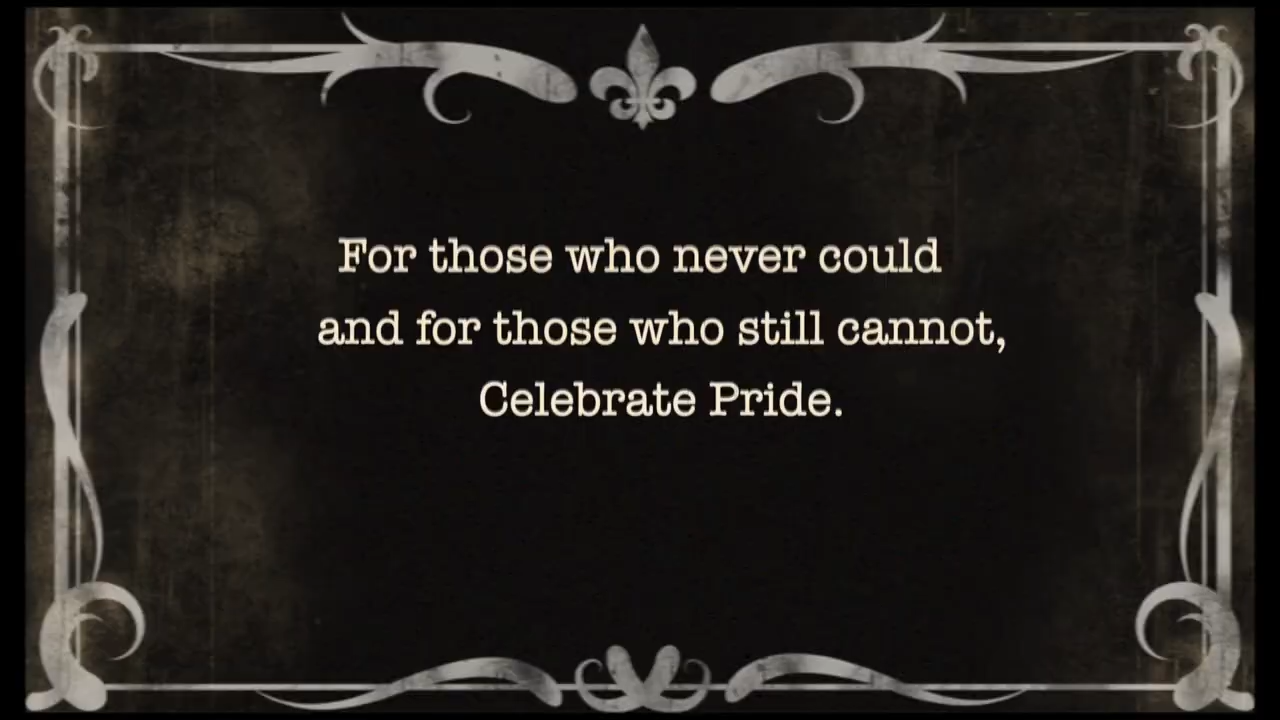 For those who never could
and for those who still cannot,
Celebrate Pride.